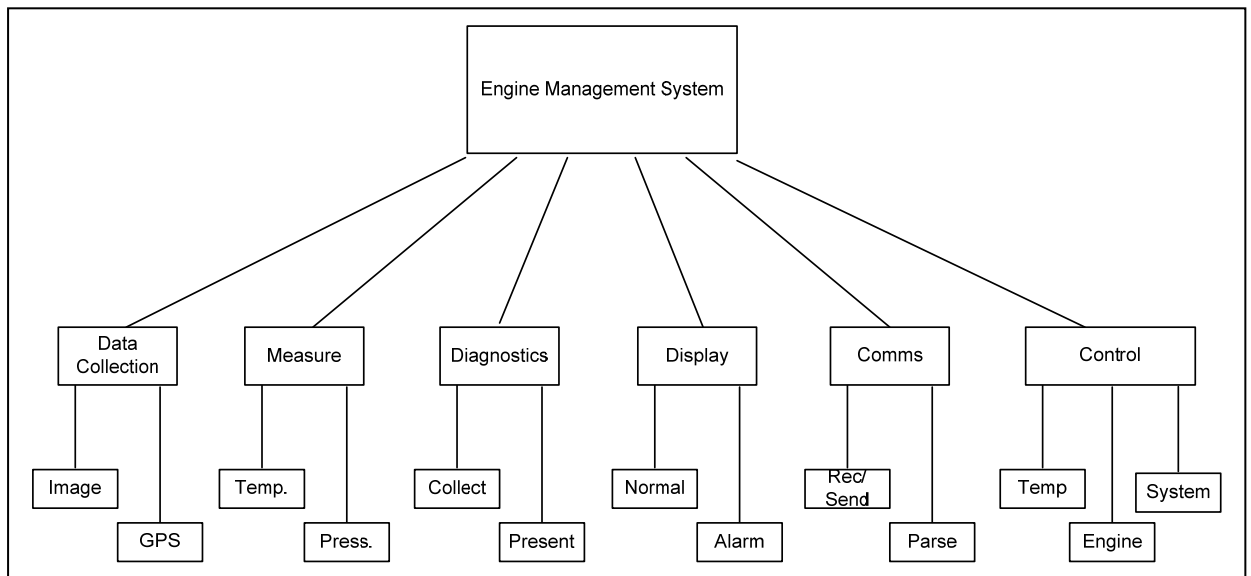 Engine Management System
Data
Collection
Measure
Diagnostics
Display
Comms
Control
Image
GPS
Temp.
Press.
Collect
Present
Normal
Alarm
Rec/
Send
Parse
Temp
Engine
System